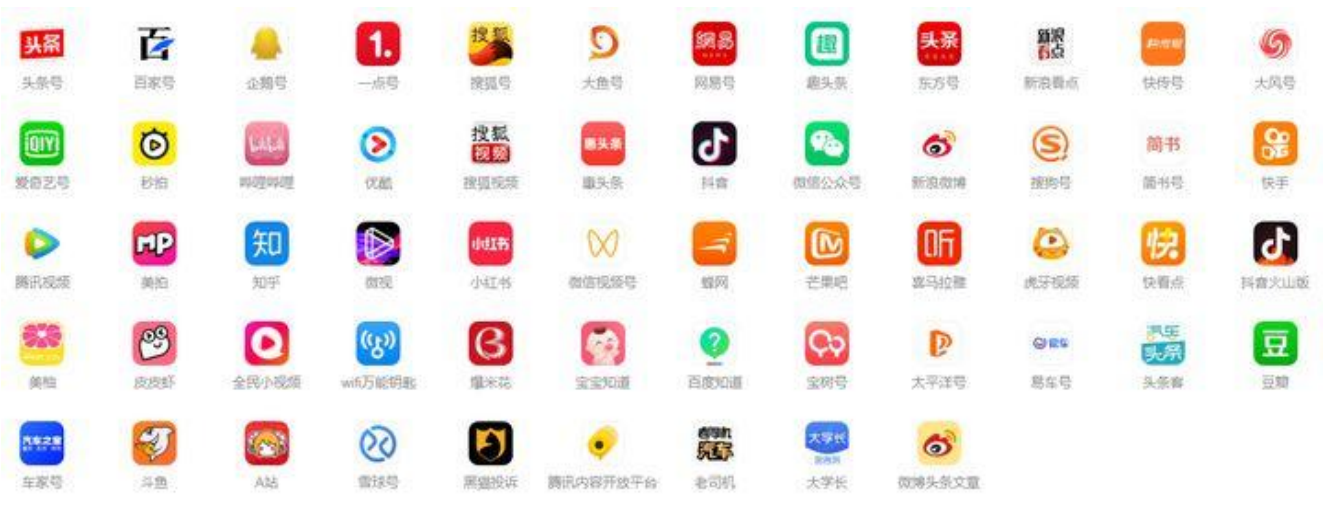 头条号 百家号 企鹅号 一点号 搜狐号 大鱼号 网易号 趣头条 东方号 新浪看点 快传号 大风号
爱奇艺号 秒拍 哔哩哔哩 优酷 搜狐视频 惠头条 抖音 微信公众号 新浪微博 搜狗号 简书号 快手
腾讯视频 美拍 知乎 微视 小红书 微信视频号 蜂网 芒果吧 喜马拉雅 虎牙视频 快看点 抖音火山版
美柚 皮皮虾 全民小视频 wifi万能钥匙 爆米花 宝宝知道 百度知道 宝树号 太平洋号 易车号 头条客 豆瓣
车家号 斗鱼 A站 雪球号 黑猫投诉 腾讯内容开放平台 老司机 大学长 微博头条文章